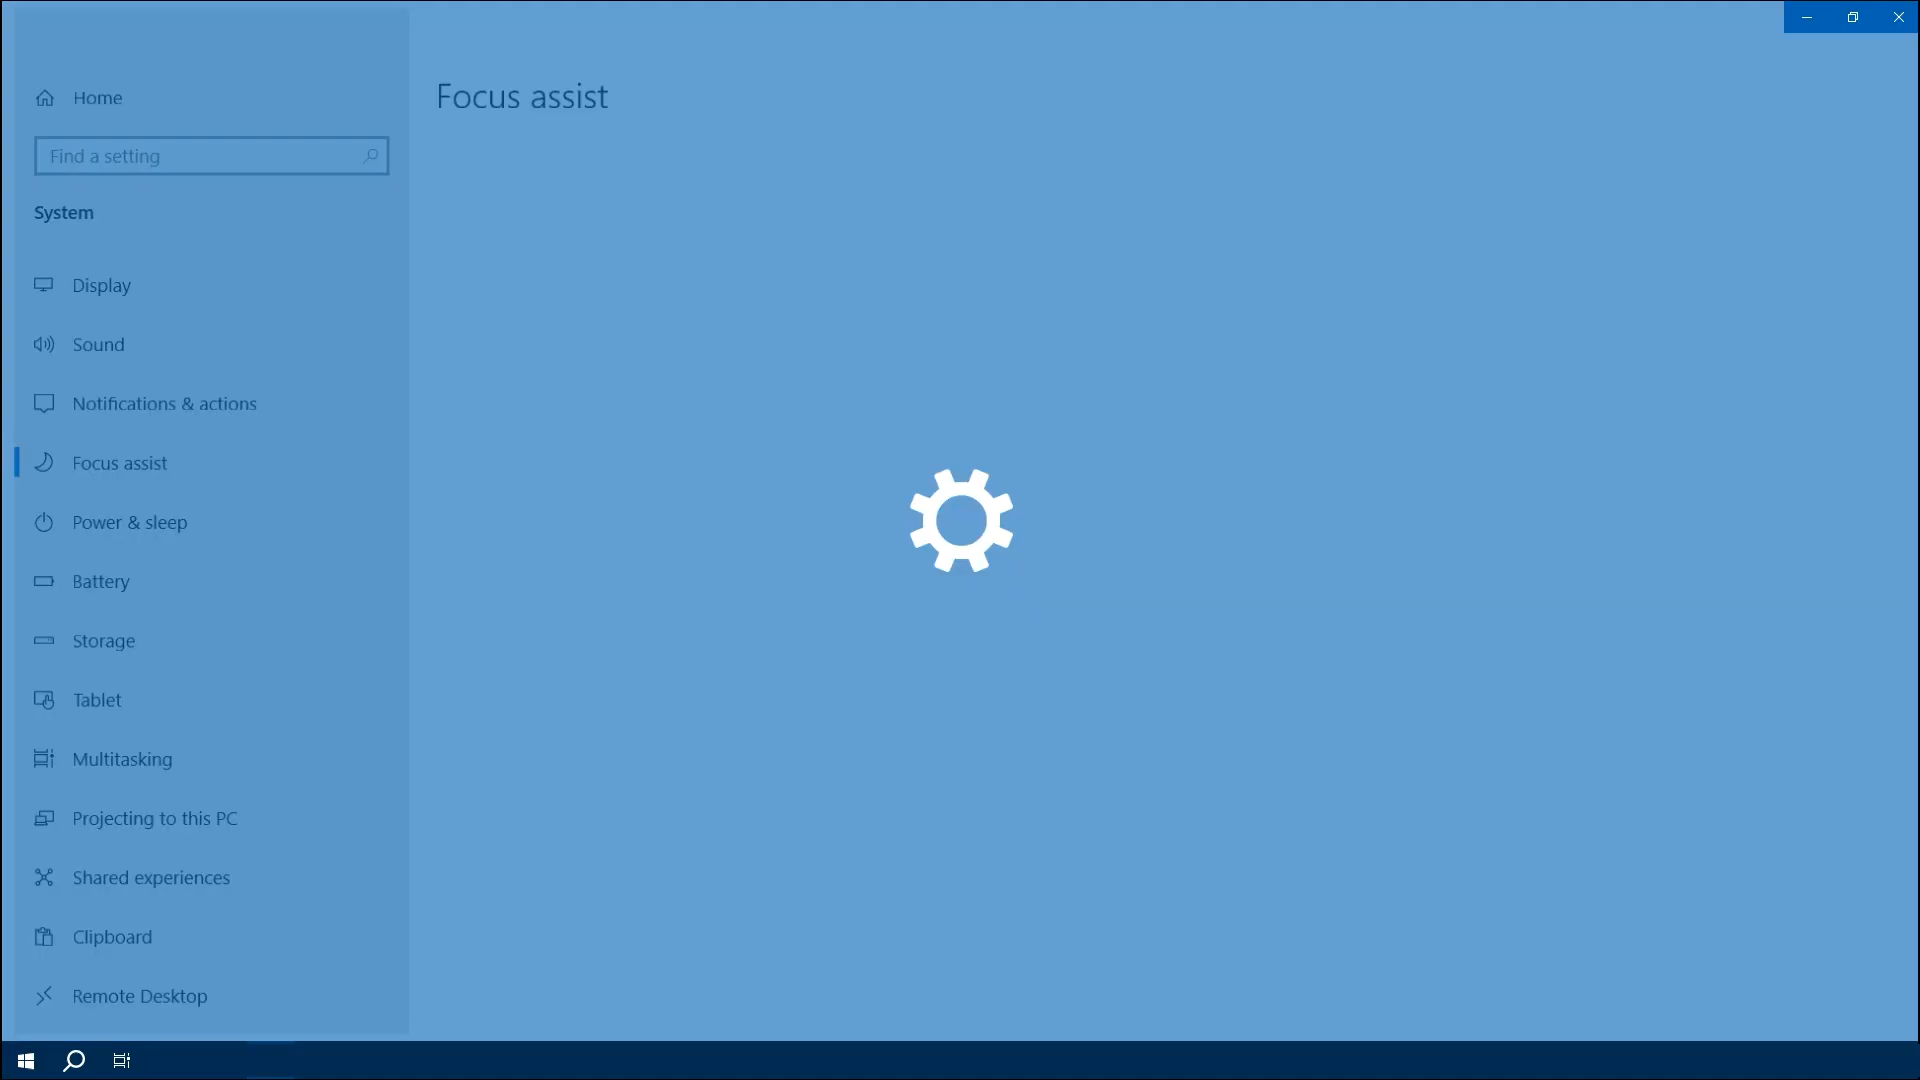 Home
Focus assist
Find a setting
System
Display
Sound
Notifications & actions
Focus assist
Power & sleep
Battery
Storage
Tablet
Multitasking
Projecting to this PC
Shared experiences
Clipboard
Remote Desktop